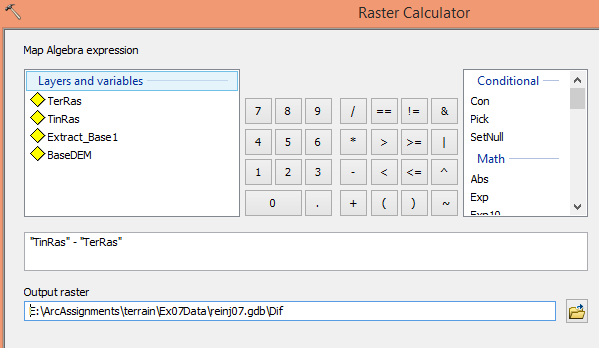 Raster Calculator
Map Algebra expression
Layers and variables
TerRas
TinRas
Extract_Base1
BaseDEM
7 8 9 / == != &
4 5 6 * > >= |
1 2 3 - < <= ^
0 . + ( ) ~
Conditional
Con
Pick
SetNull
Math
Abs
Exp
Exp10
"TinRas" - "TerRas"
Output raster
E:\ArcAssignments\terrain\Ex07Data\reinj07.gdb\Dif